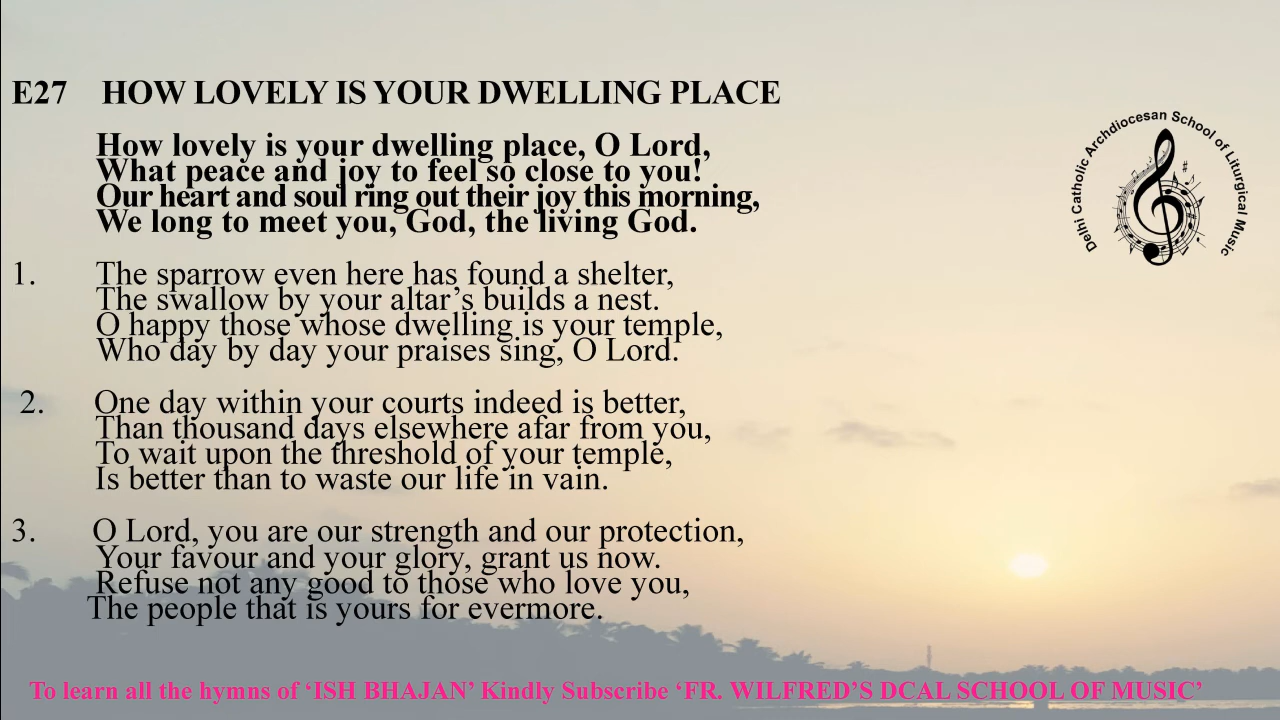 E27 HOW LOVELY IS YOUR DWELLING PLACE
How lovely is your dwelling place, O Lord,
What peace and joy to feel so close to you!
Our heart and soul ring out their joy this morning,
We long to meet you, God, the living God.
1. The sparrow even here has found a shelter,
The swallow by your altar’s builds a nest.
O happy those whose dwelling is your temple,
Who day by day your praises sing, O Lord.
2. One day within your courts indeed is better,
Than thousand days elsewhere afar from you,
To wait upon the threshold of your temple,
Is better than to waste our life in vain.
3. O Lord, you are our strength and our protection,
Your favour and your glory, grant us now.
Refuse not any good to those who love you,
The people that is yours for evermore.
Delhi Catholic Archdiocesan School of Liturgical Music
To learn all the hymns of ‘ISH BHAJAN’ Kindly Subscribe ‘FR. WILFRED’S DCAL SCHOOL OF MUSIC’